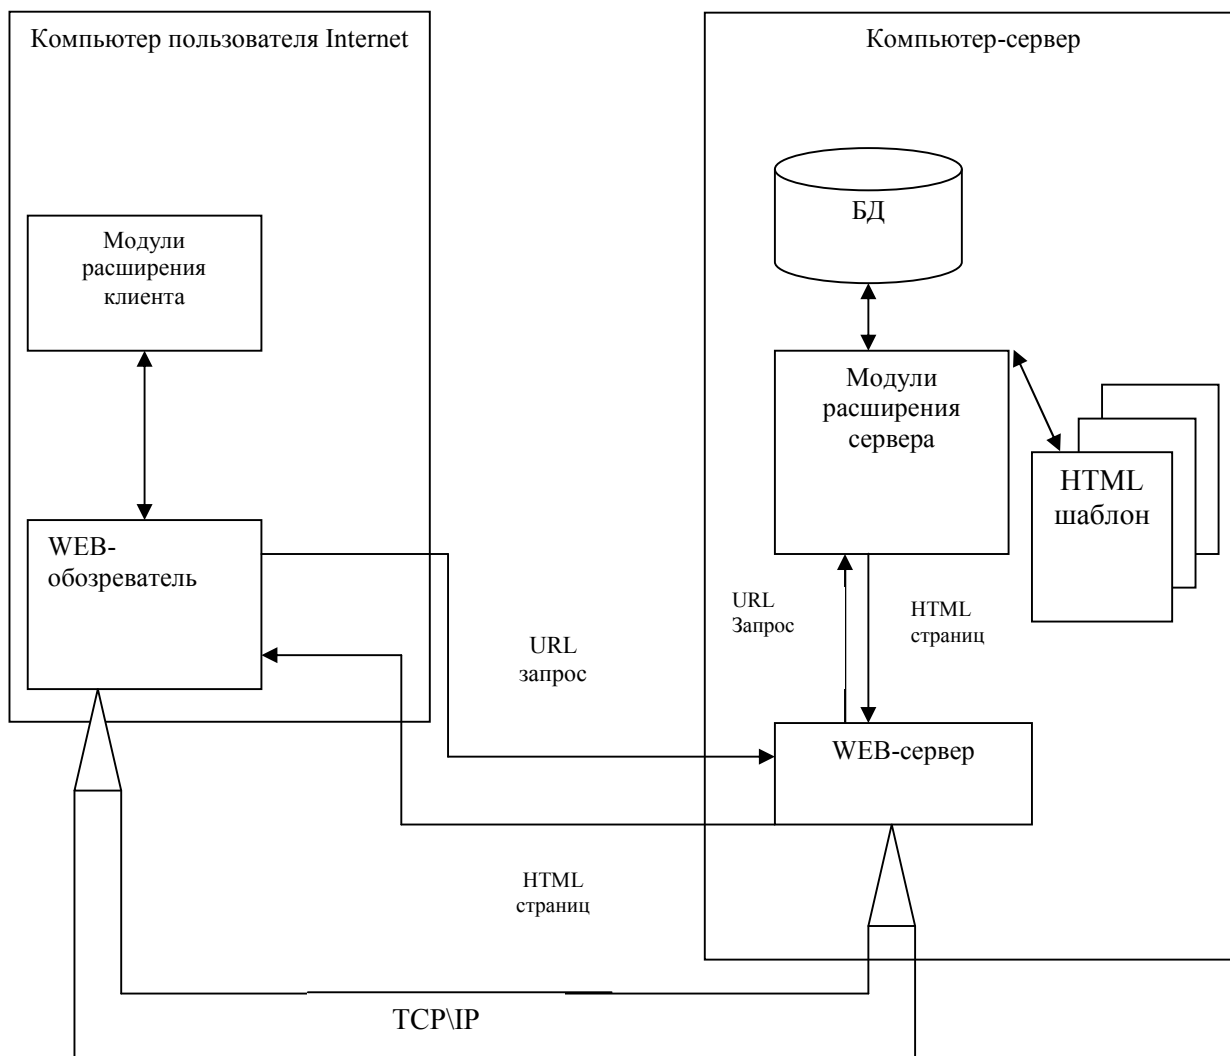 Компьютер пользователя Internet
Компьютер-сервер
БД
Модули
расширения
клиента
Модули
расширения
сервера
HTML
шаблон
WEB-
обозреватель
URL
Запрос
HTML
страниц
URL
запрос
WEB-сервер
HTML
страниц
TCP\IP